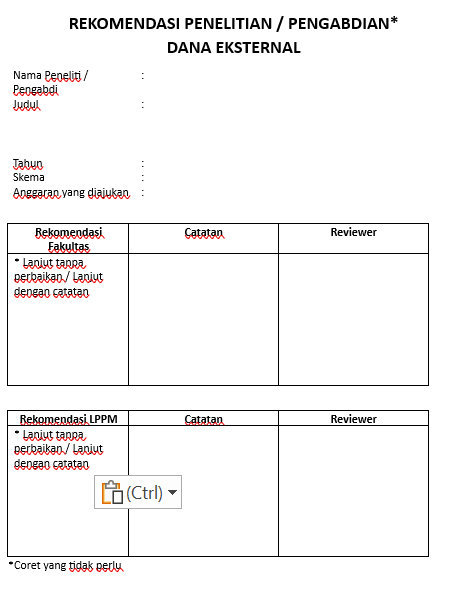 REKOMENDASI PENELITIAN / PENGABDIAN*
DANA EKSTERNAL
Nama Peneliti / :
Pengabdi
Judul :
Tahun :
Skema :
Anggaran yang diajukan :
Rekomendasi Catatan Reviewer
Fakultas
* Lanjut tanpa
perbaikan / Lanjut
dengan catatan
Rekomendasi LPPM Catatan Reviewer
* Lanjut tanpa
perbaikan / Lanjut
dengan catatan
(Ctrl)
*Coret yang tidak perlu